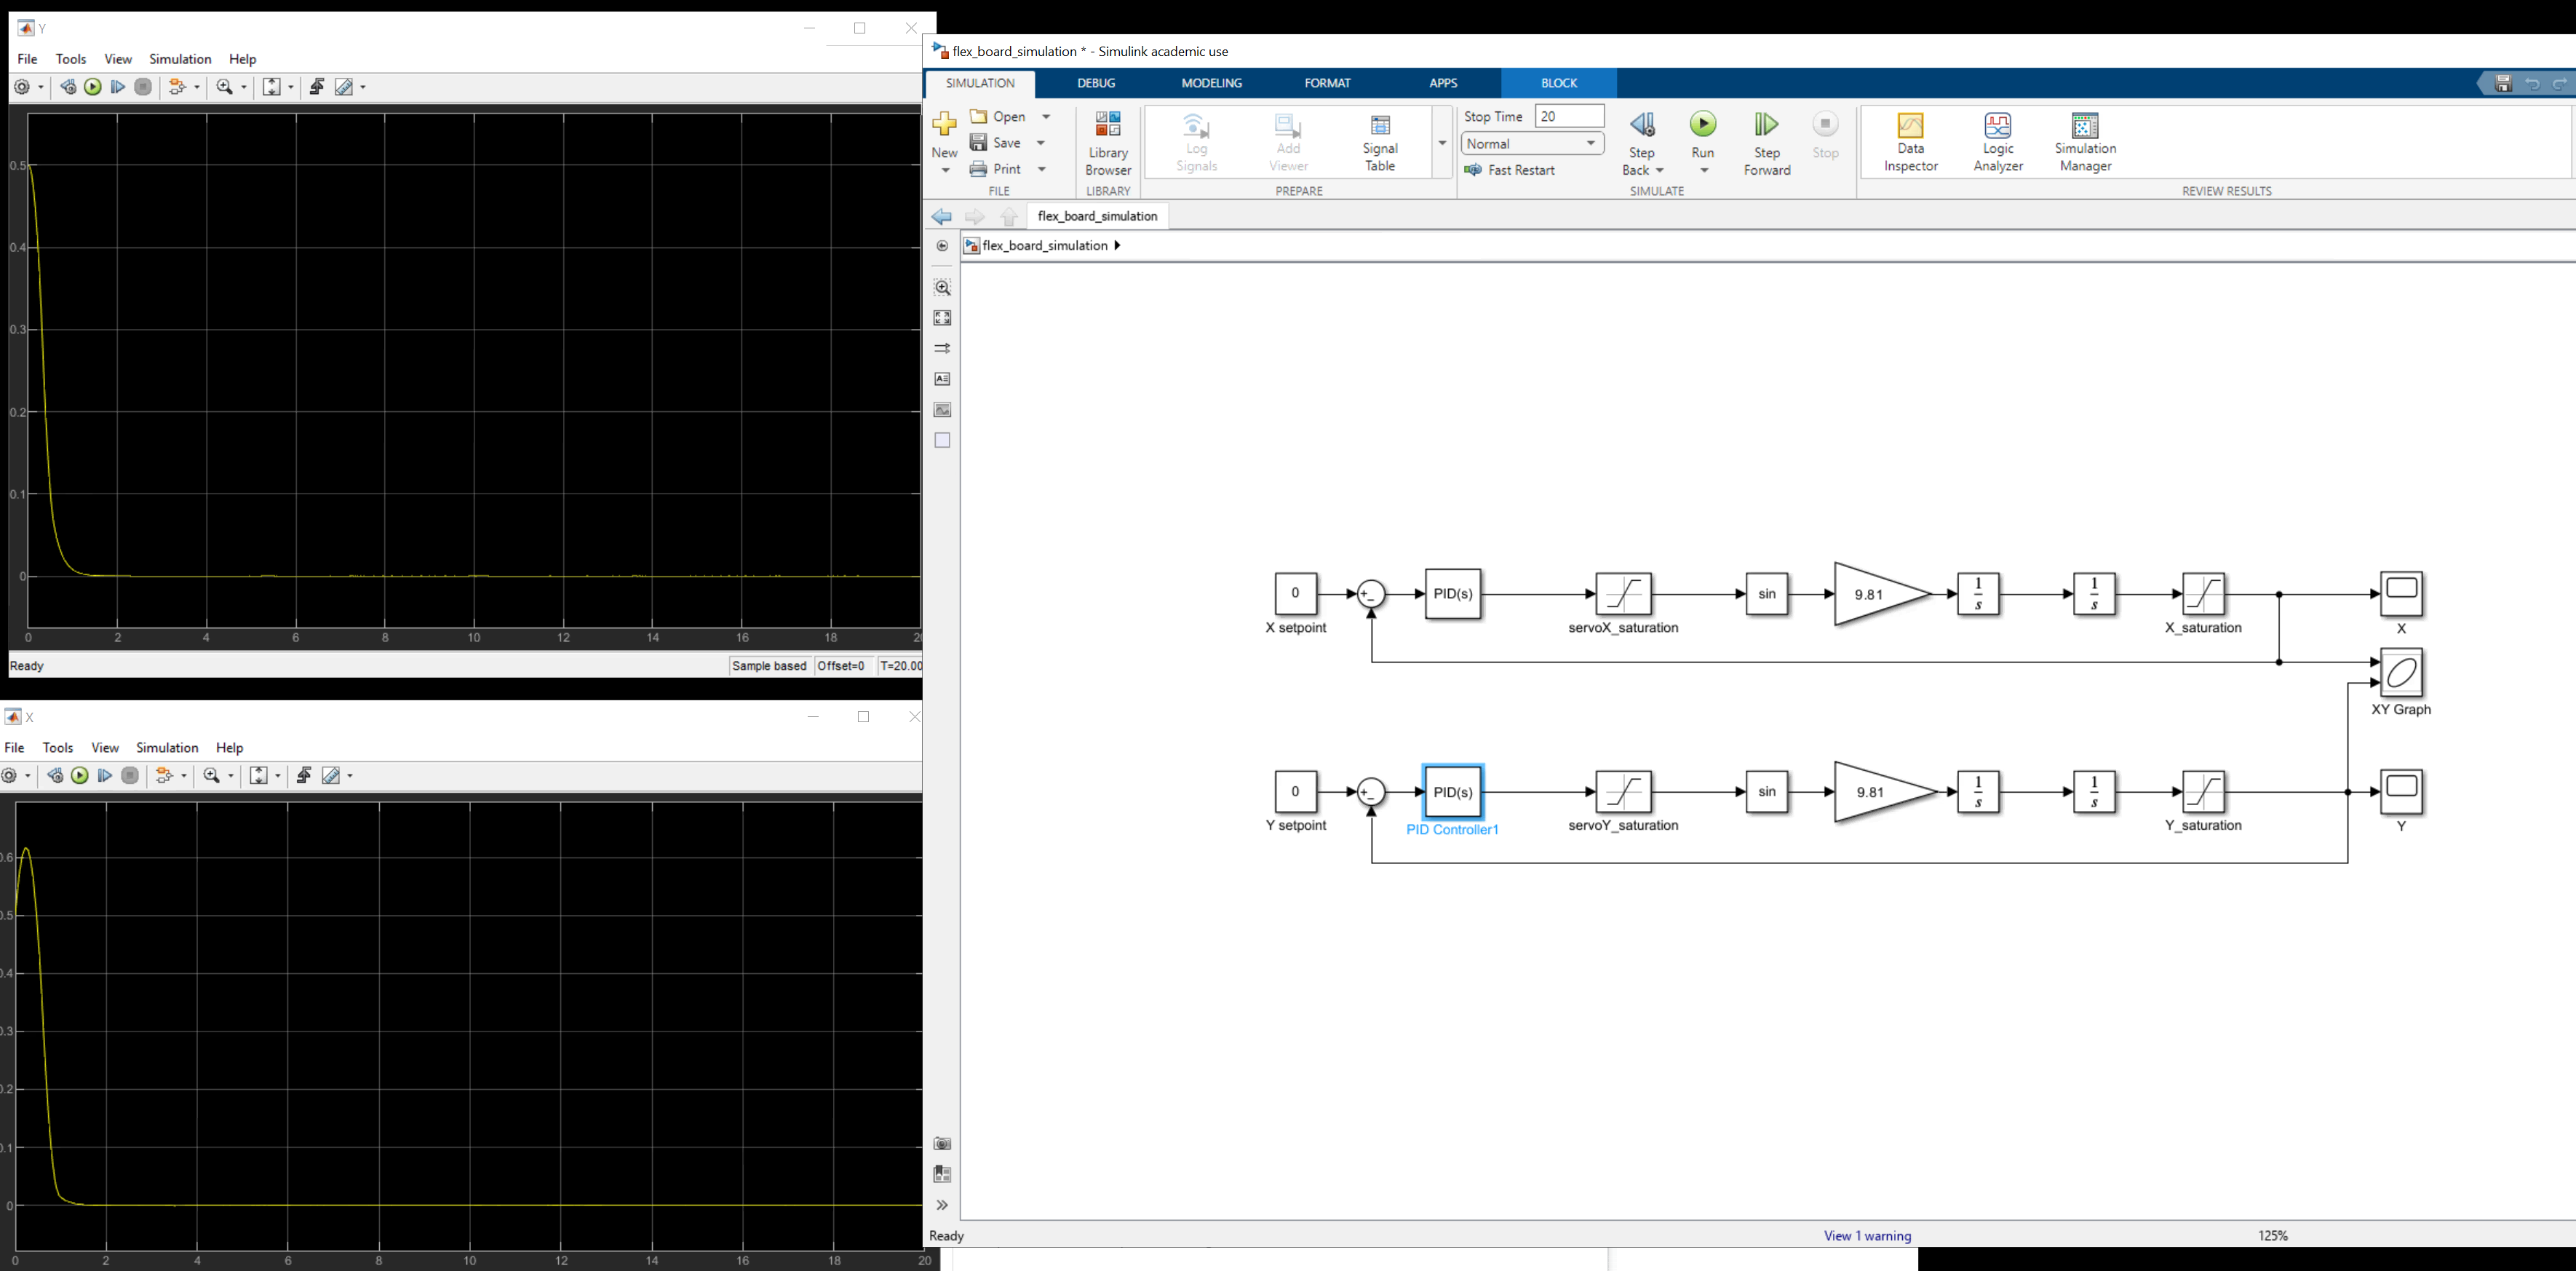 Y
File Tools View Simulation Help
0.5
0.4
0.3
0.2
0.1
0
0 2 4 6 8 10 12 14 16 18
Ready Sample based Offset=0 T=20.00
X
File Tools View Simulation Help
0.6
0.5
0.4
0.3
0.2
0.1
0
0 2 4 6 8 10 12 14 16 18 20
flex_board_simulation * - Simulink academic use
SIMULATION DEBUG MODELING FORMAT APPS BLOCK
New
Open
Save
Print
FILE
Library
Browser
LIBRARY
Log
Signals
Add
Viewer
Signal
Table
PREPARE
Stop Time 20
Normal
Fast Restart
Step
Back
Run
Step
Forward
Stop
SIMULATE
Data
Inspector
Logic
Analyzer
Simulation
Manager
REVIEW RESULTS
flex_board_simulation
flex_board_simulation
0 + - PID(s) sin 9.81 1/s 1/s
X setpoint servoX_saturation X_saturation X
XY Graph
0 + - PID(s) sin 9.81 1/s 1/s
Y setpoint PID Controller1 servoY_saturation Y_saturation Y
Ready View 1 warning 125%